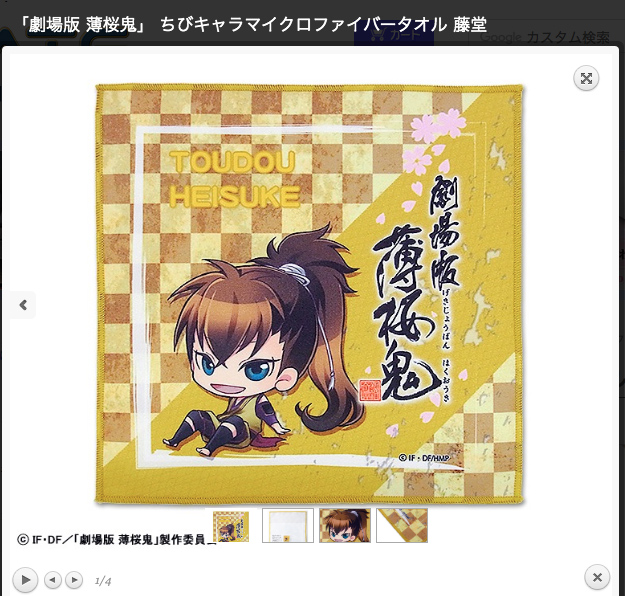 「劇場版 薄桜鬼」 ちびキャラマイクロファイバータオル 藤堂
カート
Google カスタム検索
TOUDOU
HEISUKE
劇場版
げきじょうばん
薄桜鬼
はくおうき
© IF・DF/HMP
© IF・DF／「劇場版 薄桜鬼」製作委員会
1/4